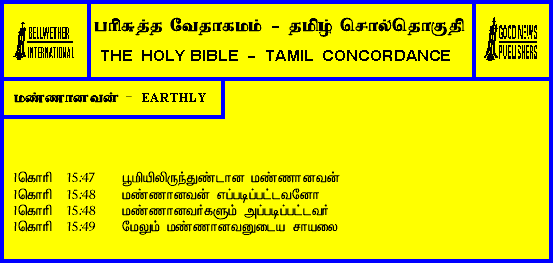 BELLWETHER
INTERNATIONAL
பரிசுத்த வேதாகமம் - தமிழ் சொல்தொகுதி
THE HOLY BIBLE - TAMIL CONCORDANCE
GOOD NEWS
PUBLISHERS
மண்ணானவன் - EARTHLY
1கொரி 15:47 பூமியிலிருந்துண்டான மண்ணானவன்
1கொரி 15:48 மண்ணானவன் எப்படிப்பட்டவனோ
1கொரி 15:48 மண்ணானவர்களும் அப்படிப்பட்டவர்
1கொரி 15:49 மேலும் மண்ணானவனுடைய சாயலை